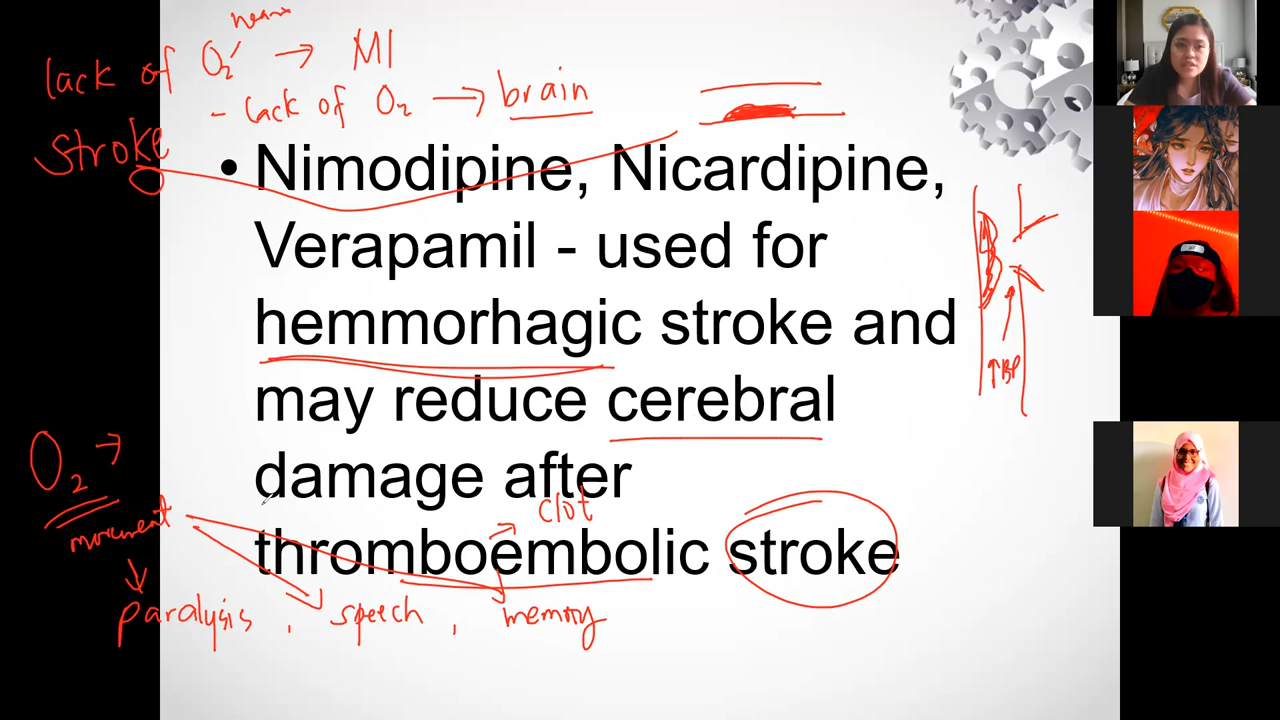 heart
lack of O2 → MI
- lack of O2 → brain
stroke
• Nimodipine, Nicardipine,
Verapamil - used for
hemmorhagic stroke and
may reduce cerebral
damage after
thromboembolic stroke
↑BP
O2 →
→ clot
movement
paralysis, speech, memory